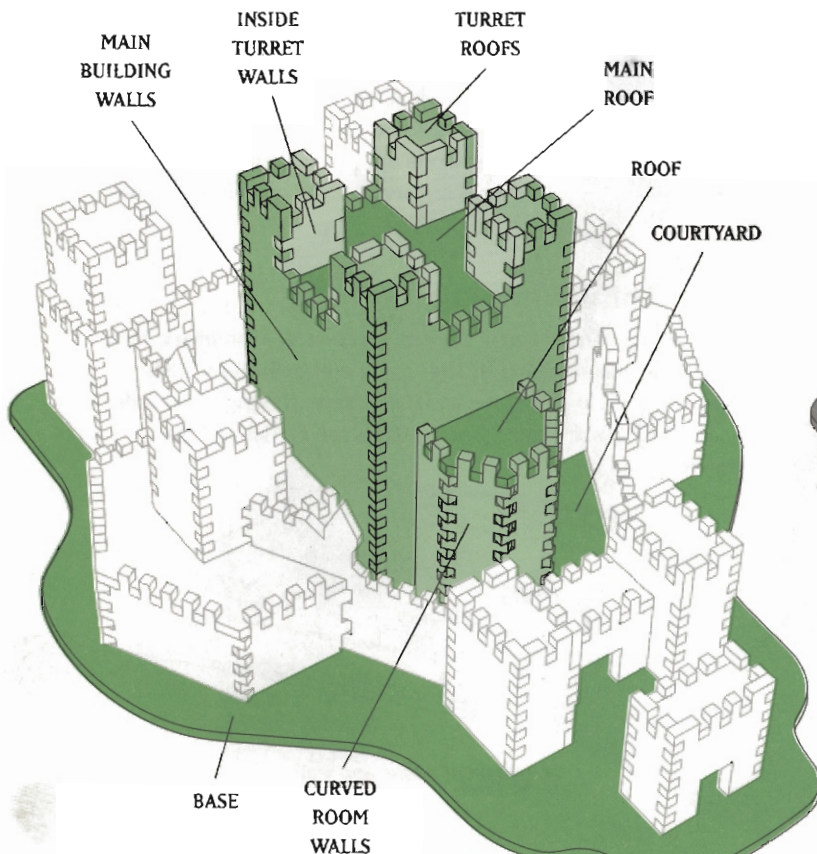 MAIN
BUILDING
WALLS
INSIDE
TURRET
WALLS
TURRET
ROOFS
MAIN
ROOF
ROOF
COURTYARD
BASE
CURVED
ROOM
WALLS